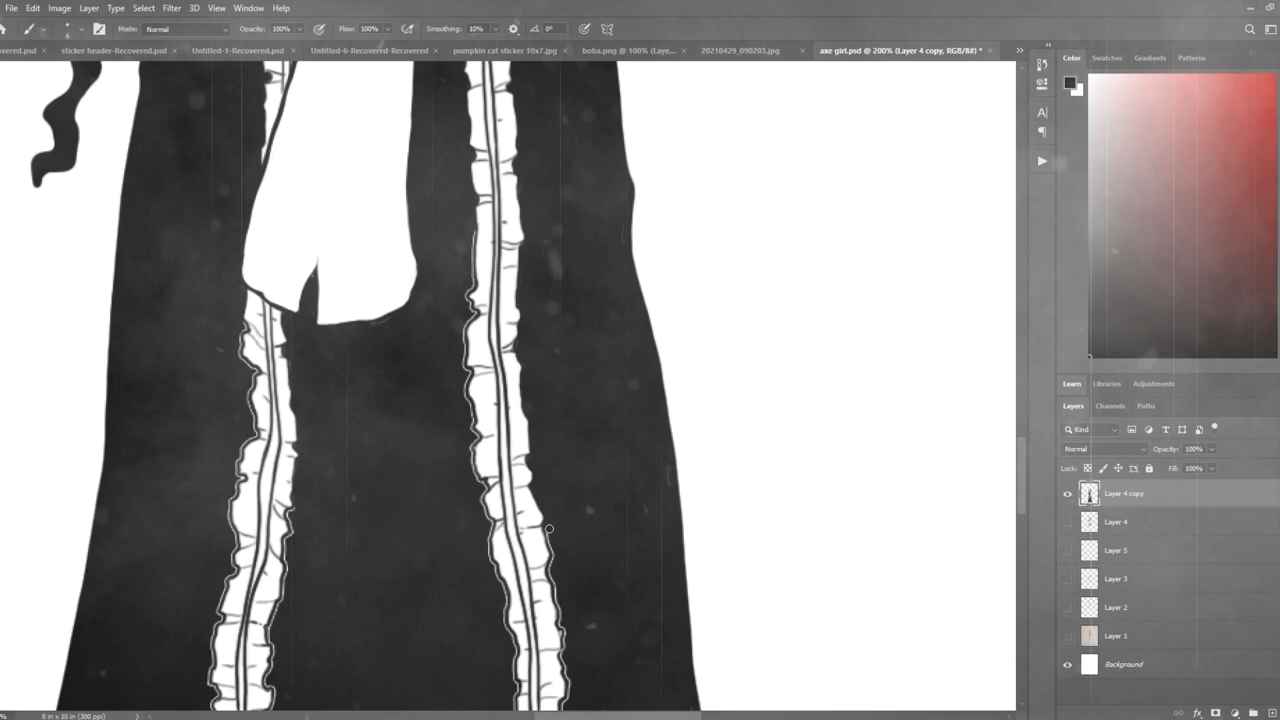 File Edit Image Layer Type Select Filter 3D View Window Help
Mode: Normal Opacity: 100% Flow: 100% Smoothing: 10% 0°
overed.psd × sticker header-Recovered.psd × Untitled-1-Recovered.psd × Untitled-6-Recovered-Recovered × pumpkin cat sticker 10x7.jpg × boba.png @ 100% (Laye... × 20210429_090203.jpg × axe girl.psd @ 200% (Layer 4 copy, RGB/8#) * ×
Color Swatches Gradients Patterns
Learn Libraries Adjustments
Layers Channels Paths
Kind
Normal Opacity: 100%
Lock: Fill: 100%
Layer 4 copy
Layer 4
Layer 5
Layer 3
Layer 2
Layer 1
Background
8 in x 10 in (300 ppi)
fx